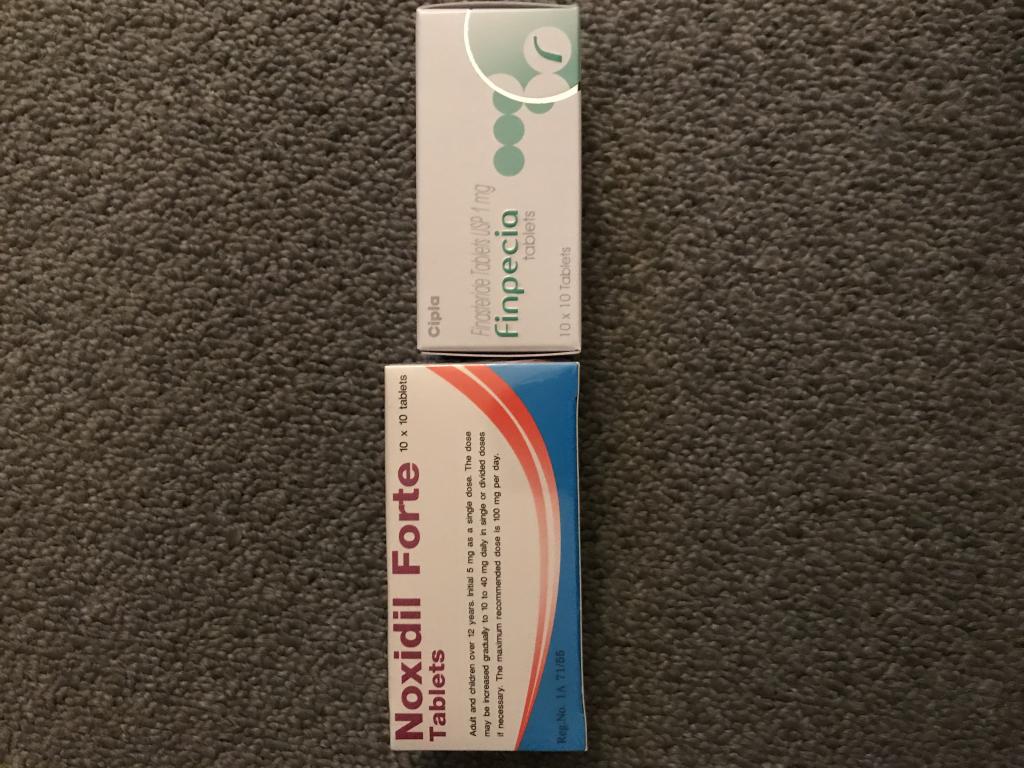 Cipla
Finasteride Tablets USP 1 mg
Finpecia
tablets
10 x 10 Tablets
Noxidil Forte 10 x 10 tablets
Tablets
Adult and children over 12 years. Initial 5 mg as a single dose. The dose
may be increased gradually to 10 to 40 mg daily in single or divided doses
if necessary. The maximum recommended dose is 100 mg per day.
Reg.No. 1A 71/55